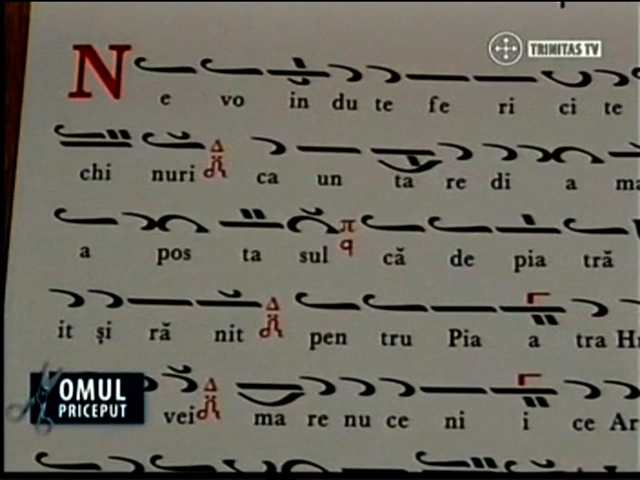 TRINITAS TV
N
e vo in du te fe ri ci te
chi nuri ca un ta re di a
a pos ta sul că de pia tră
it și ră nit pen tru Pia a tra
OMUL
PRICEPUT
vei ma re nu ce ni i ce Ar